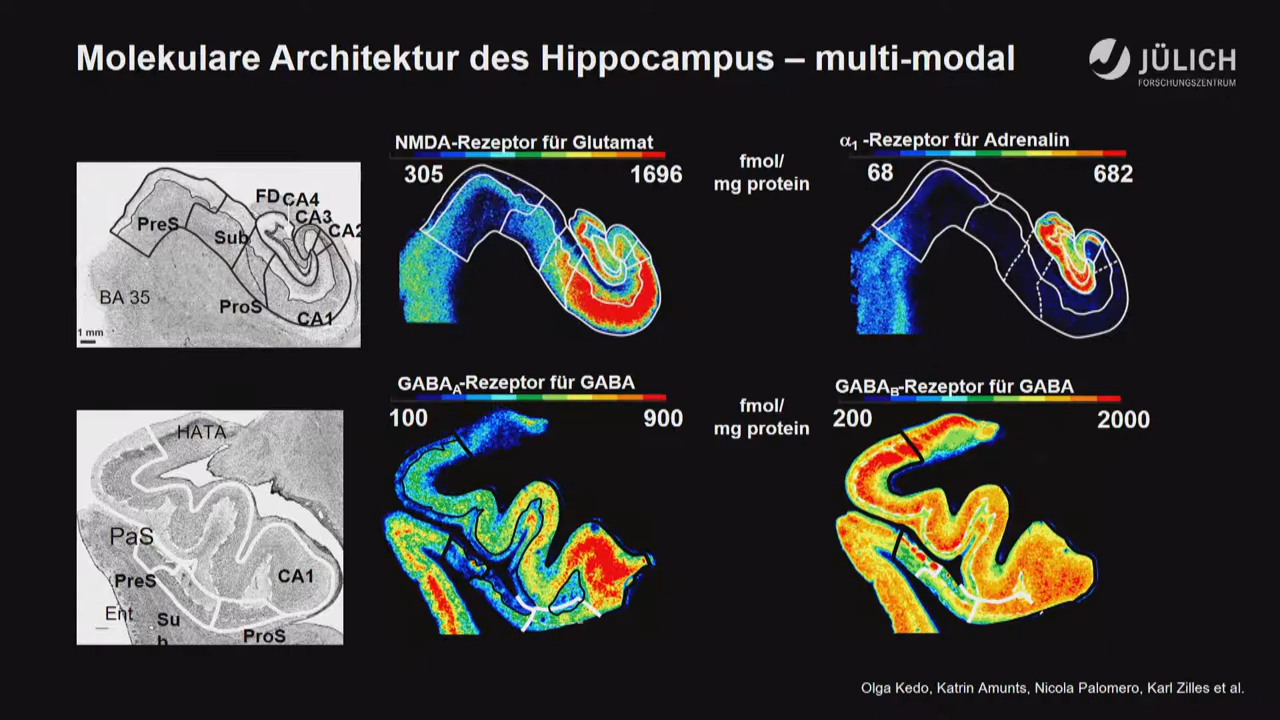 Molekulare Architektur des Hippocampus – multi-modal
JÜLICH
FORSCHUNGSZENTRUM
NMDA-Rezeptor für Glutamat
305
1696
fmol/
mg protein
α1 -Rezeptor für Adrenalin
68
682
FD
CA4
CA3
CA2
PreS
Sub
BA 35
ProS
CA1
1 mm
GABAA-Rezeptor für GABA
100
900
fmol/
mg protein
GABAB-Rezeptor für GABA
200
2000
HATA
PaS
PreS
CA1
Ent
Su
b
ProS
Olga Kedo, Katrin Amunts, Nicola Palomero, Karl Zilles et al.